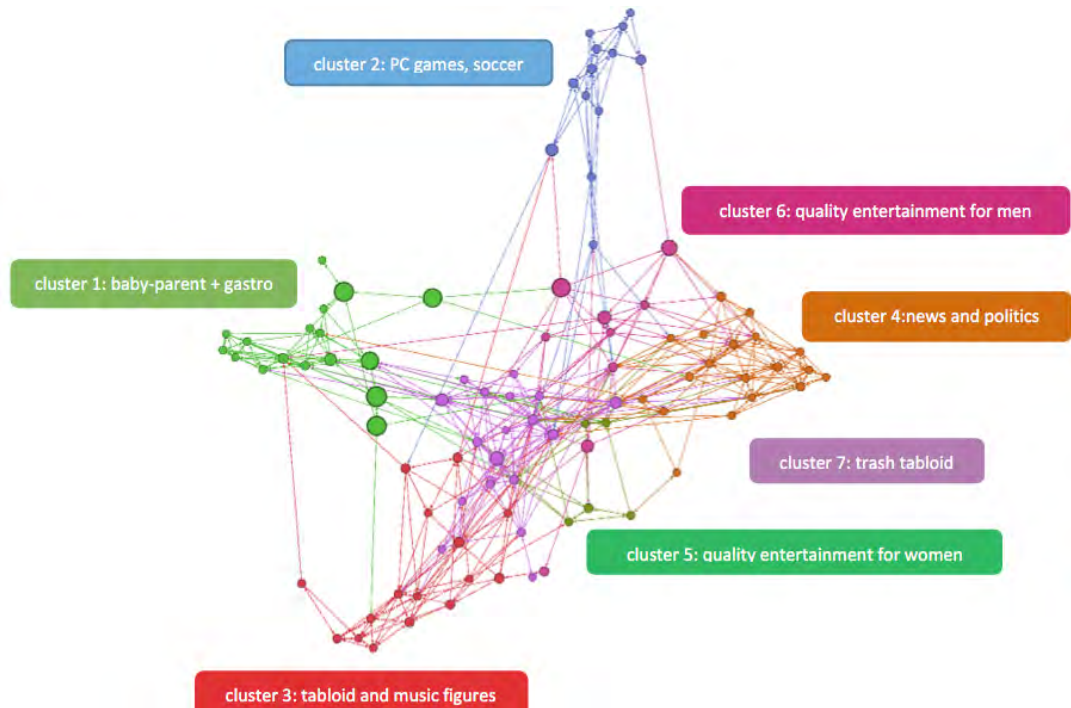 cluster 2: PC games, soccer
cluster 6: quality entertainment for men
cluster 1: baby-parent + gastro
cluster 4:news and politics
cluster 7: trash tabloid
cluster 5: quality entertainment for women
cluster 3: tabloid and music figures